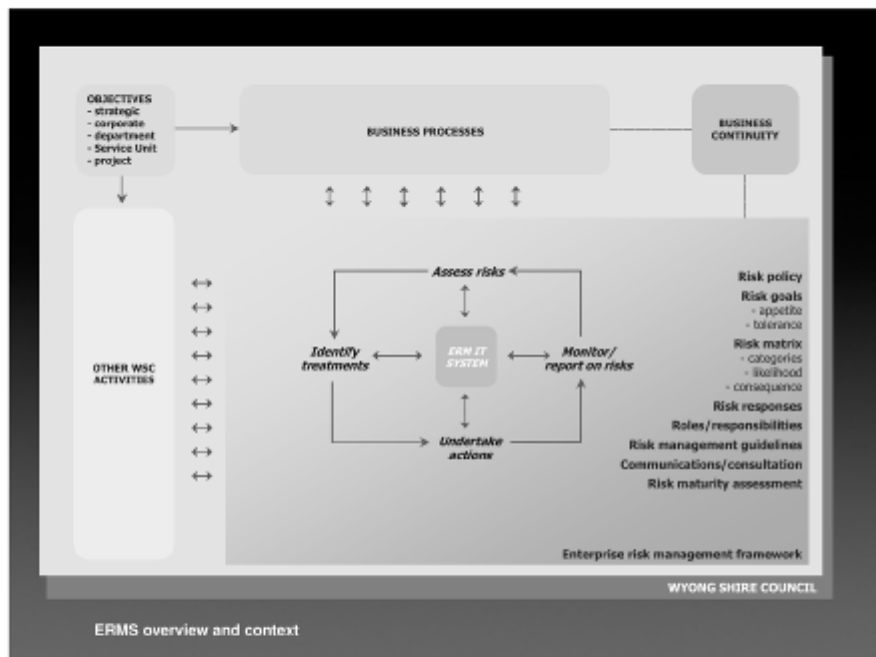 OBJECTIVES
- strategic
- corporate
- department
- Service Unit
- project
BUSINESS PROCESSES
BUSINESS
CONTINUITY
OTHER WSC
ACTIVITIES
Assess risks
Identify
treatments
ERM IT
SYSTEM
Monitor/
report on risks
Undertake
actions
Risk policy
Risk goals
- appetite
- tolerance
Risk matrix
- categories
- likelihood
- consequence
Risk responses
Roles/responsibilities
Risk management guidelines
Communications/consultation
Risk maturity assessment
Enterprise risk management framework
WYONG SHIRE COUNCIL
ERMS overview and context